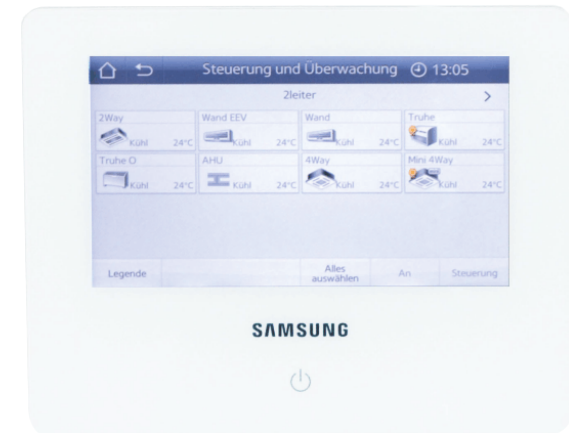 Steuerung und Überwachung 13:05
2leiter
2Way
Kühl 24°C
Wand EEV
Kühl 24°C
Wand
Kühl 24°C
Truhe
Kühl 24°C
Truhe O
Kühl 24°C
AHU
Kühl 24°C
4Way
Kühl 24°C
Mini 4Way
Kühl 24°C
Legende
Alles
auswählen
An
Steuerung
SAMSUNG